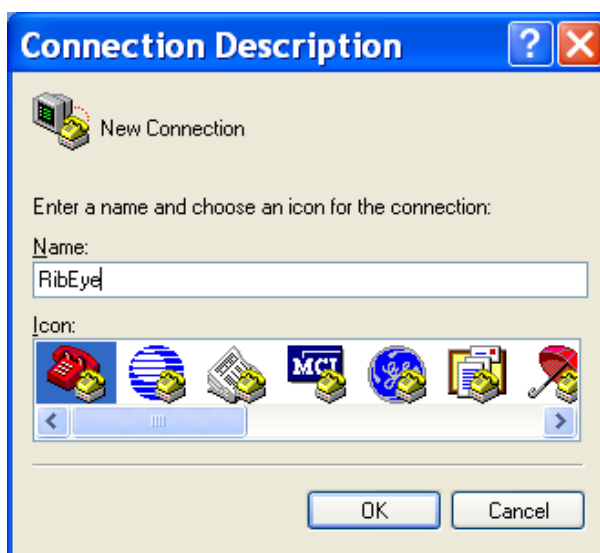 Connection Description
New Connection
Enter a name and choose an icon for the connection:
Name:
RibEye
Icon:
MCI
OK Cancel